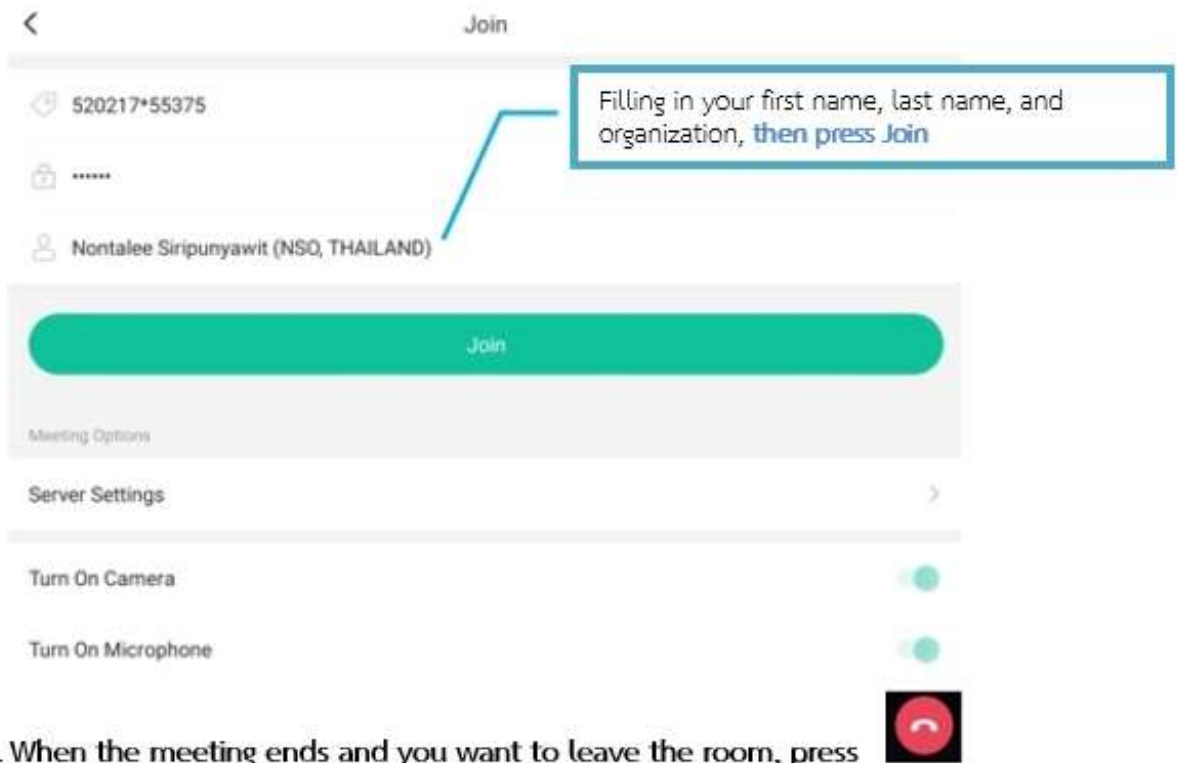 Join
520217*55375
Filling in your first name, last name, and
organization, then press Join
••••••
Nontalee Siripunyawit (NSO, THAILAND)
Join
Meeting Options
Server Settings
Turn On Camera
Turn On Microphone
. When the meeting ends and you want to leave the room, press